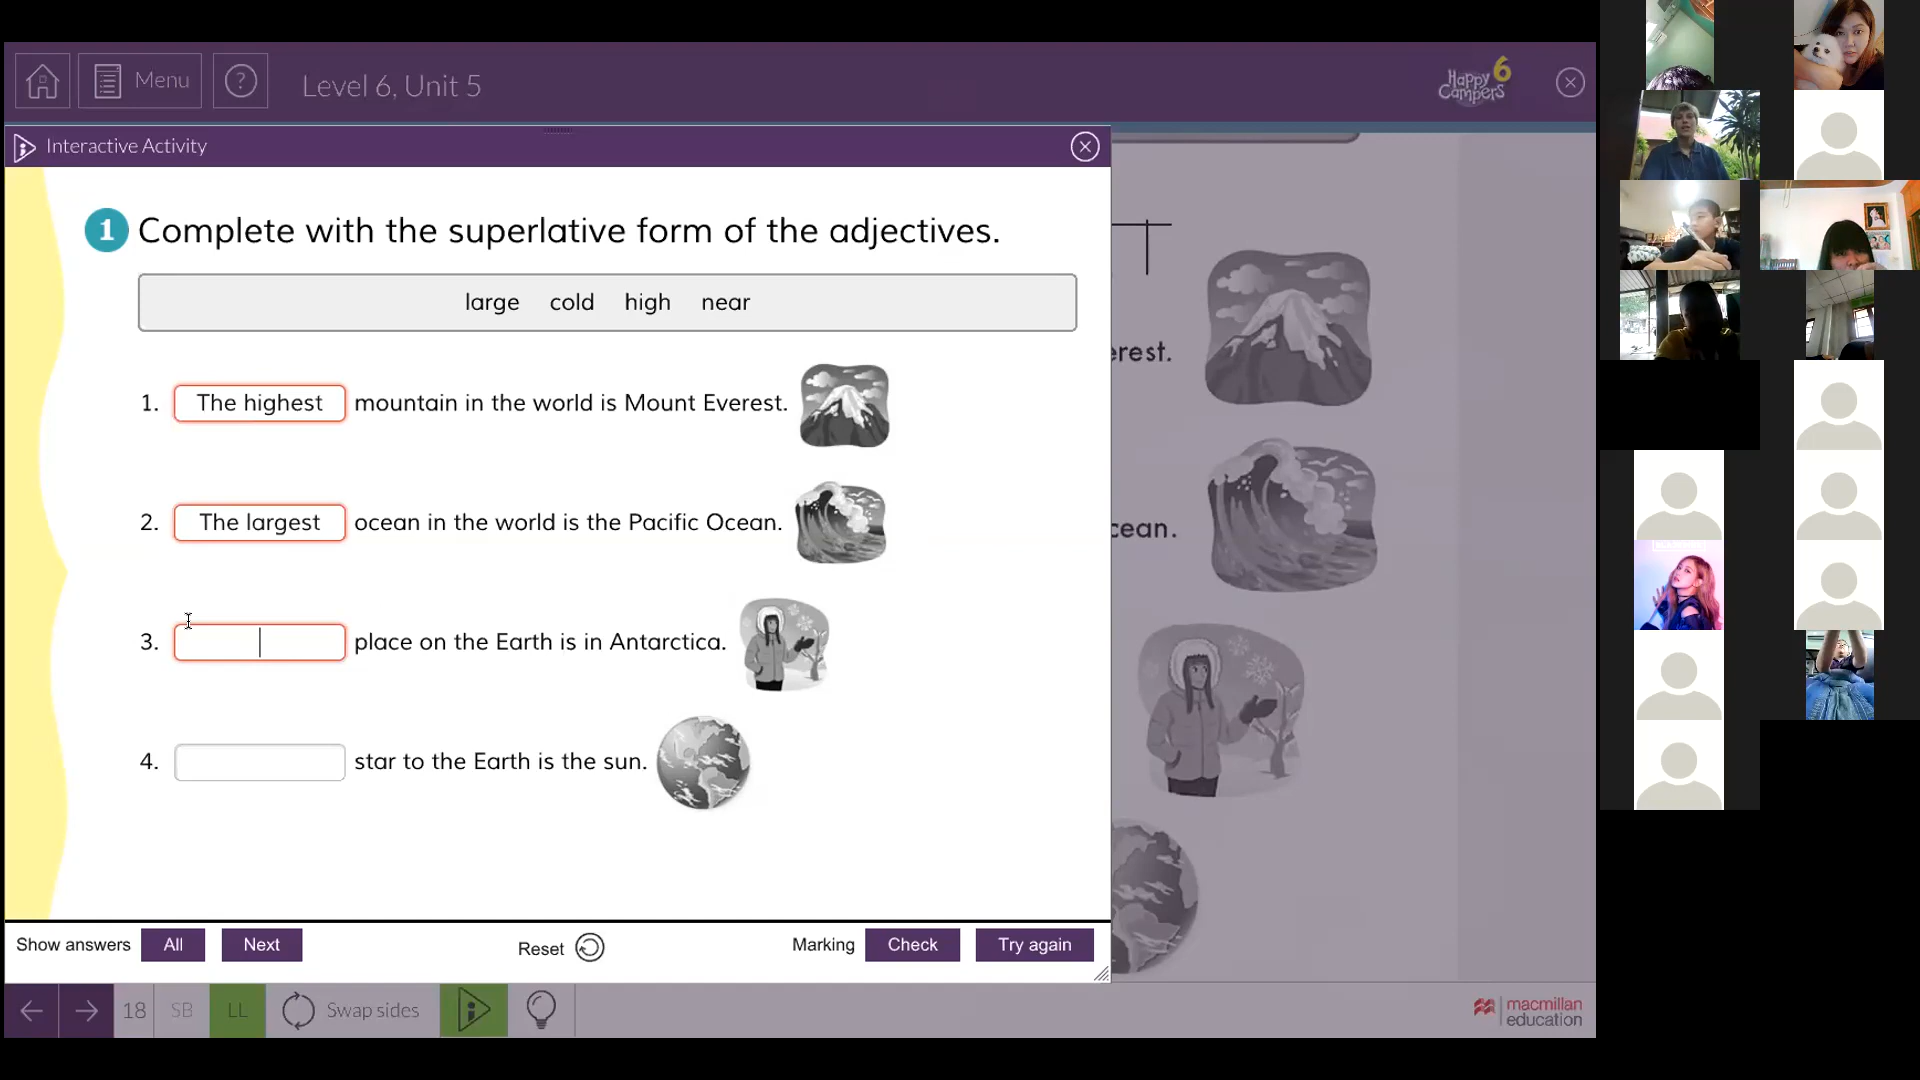 Menu
?
Level 6, Unit 5
Happy
Campers
6
Interactive Activity
1 Complete with the superlative form of the adjectives.
large cold high near
1. The highest mountain in the world is Mount Everest.
2. The largest ocean in the world is the Pacific Ocean.
3. place on the Earth is in Antarctica.
4. star to the Earth is the sun.
erest.
cean.
Show answers All Next Reset Marking Check Try again
18 SB LL Swap sides
macmillan
education